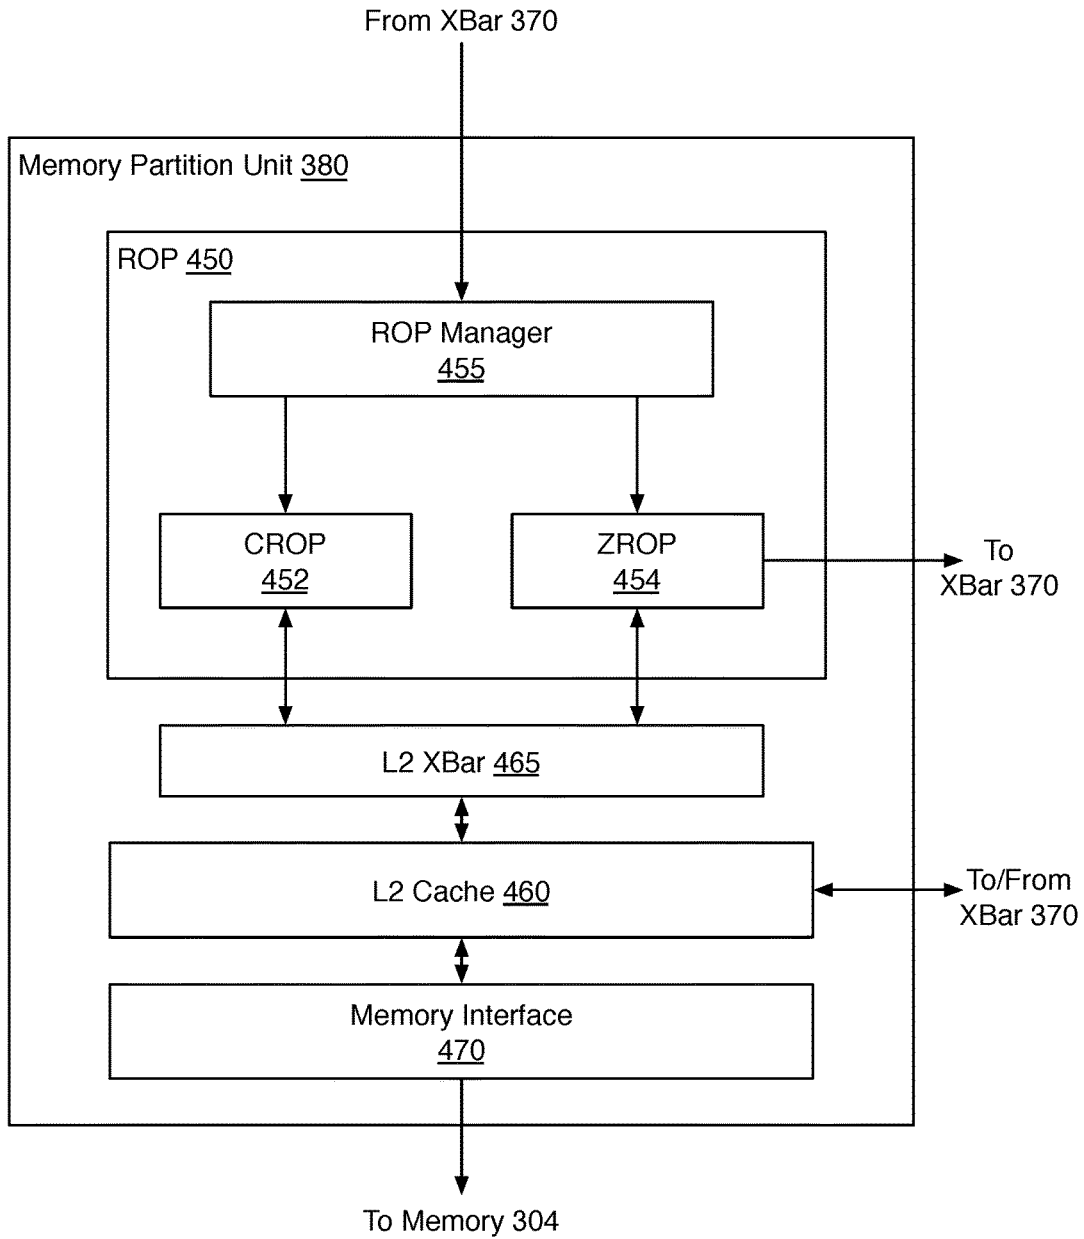 From XBar 370
Memory Partition Unit 380
ROP 450
ROP Manager
455
CROP
452
ZROP
454
To
XBar 370
L2 XBar 465
L2 Cache 460
To/From
XBar 370
Memory Interface
470
To Memory 304